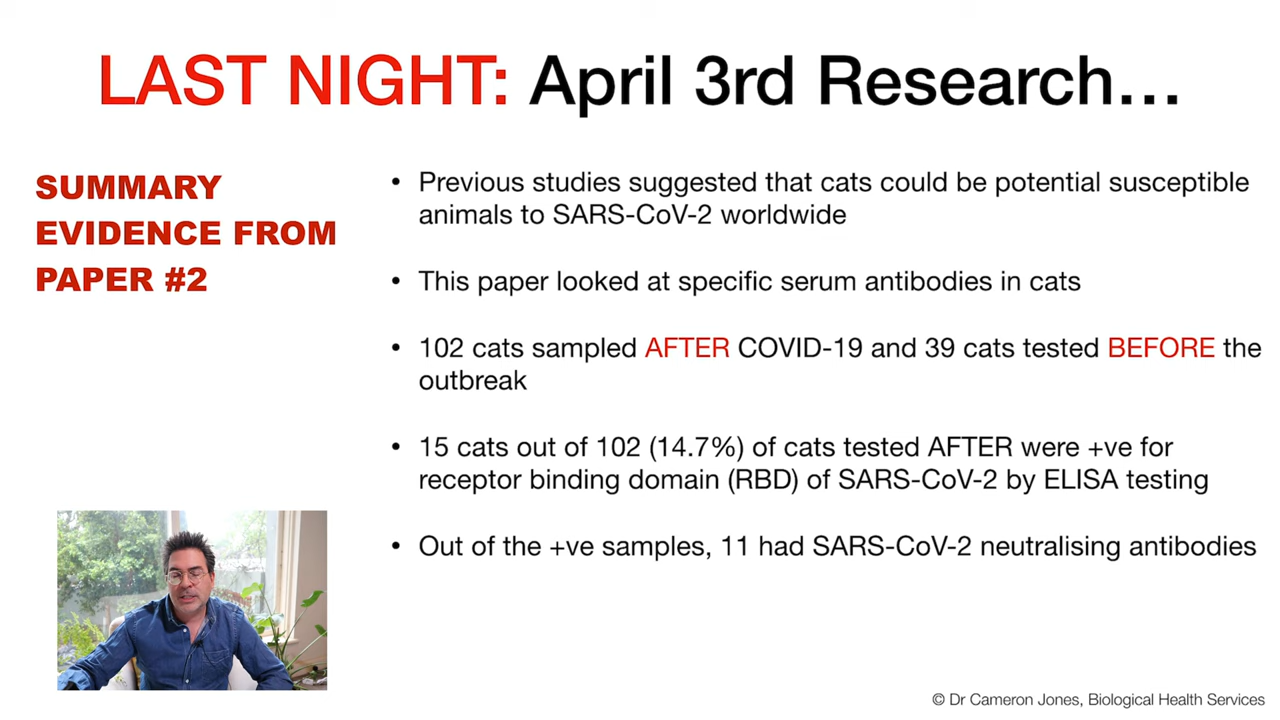 LAST NIGHT: April 3rd Research…
SUMMARY
EVIDENCE FROM
PAPER #2
• Previous studies suggested that cats could be potential susceptible
animals to SARS-CoV-2 worldwide
• This paper looked at specific serum antibodies in cats
• 102 cats sampled AFTER COVID-19 and 39 cats tested BEFORE the
outbreak
• 15 cats out of 102 (14.7%) of cats tested AFTER were +ve for
receptor binding domain (RBD) of SARS-CoV-2 by ELISA testing
• Out of the +ve samples, 11 had SARS-CoV-2 neutralising antibodies
© Dr Cameron Jones, Biological Health Services